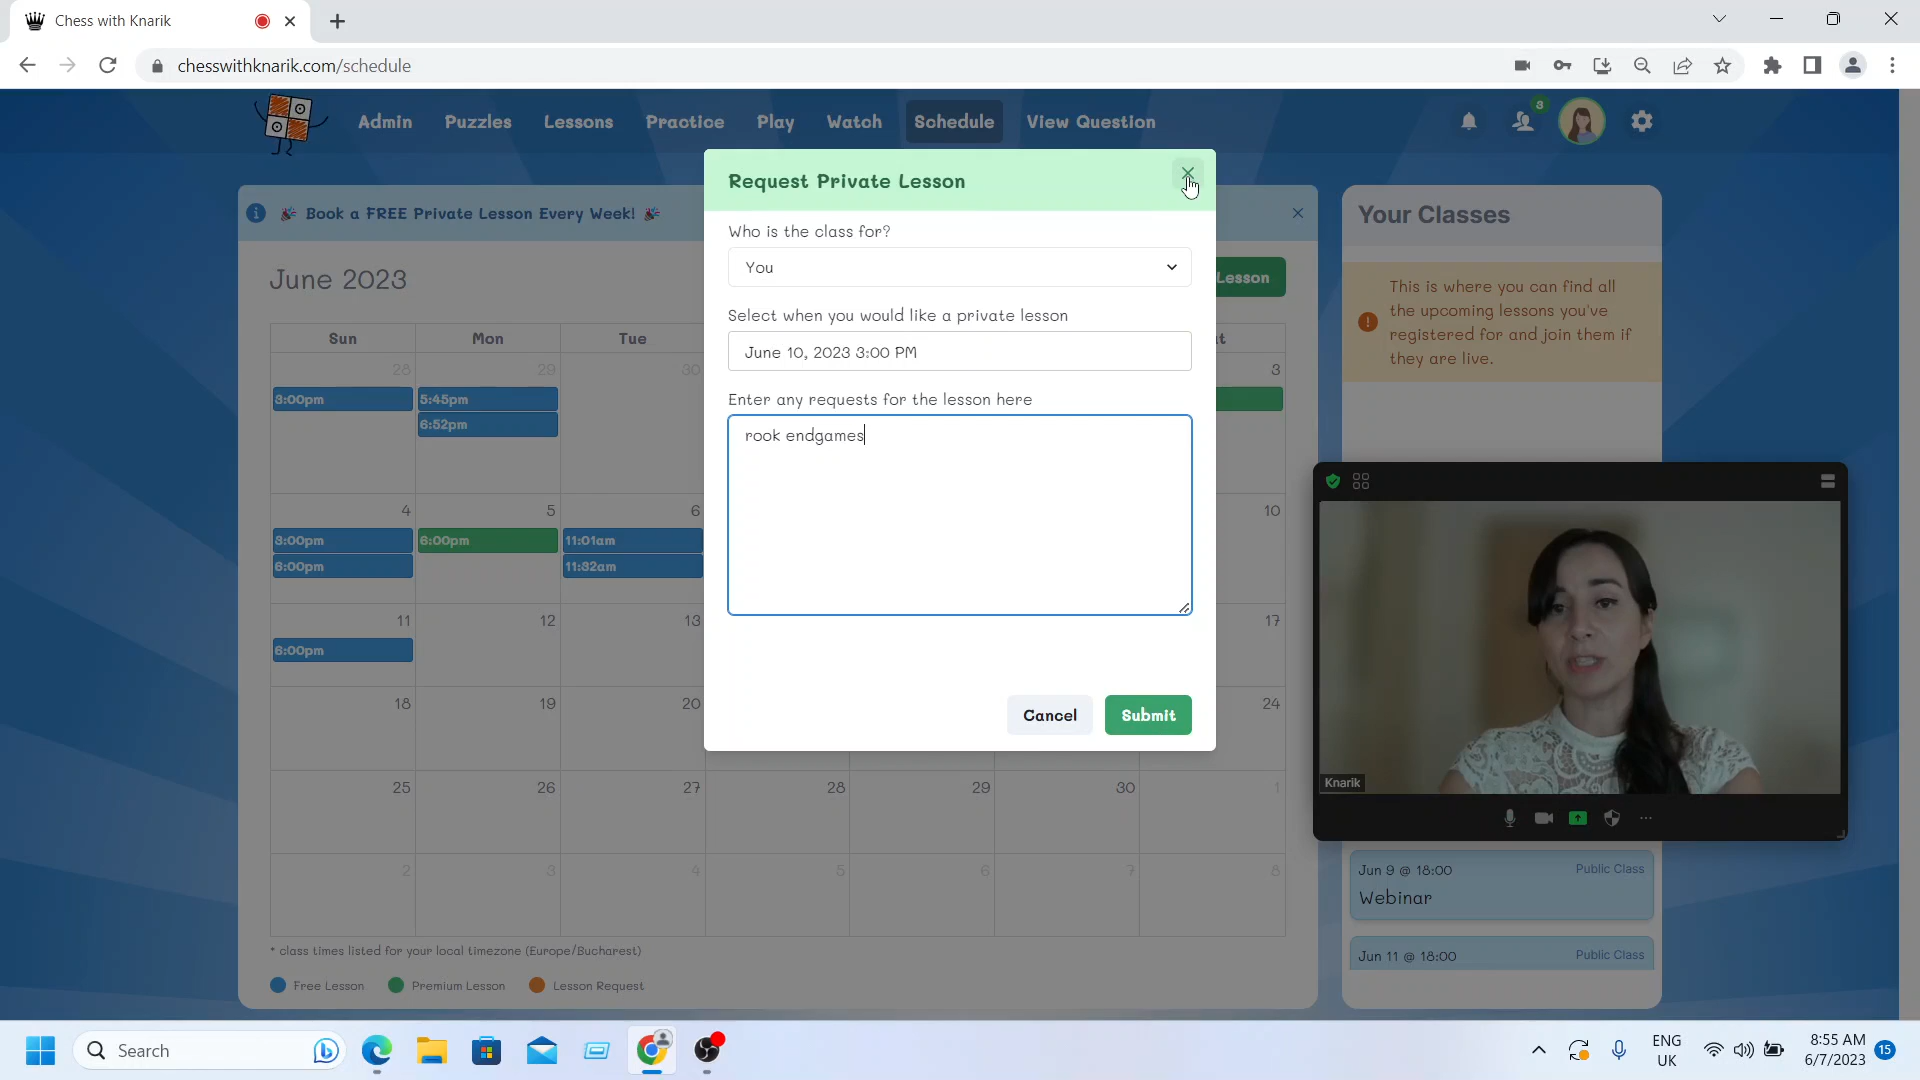 Chess with Knarik
chesswithknarik.com/schedule
Admin Puzzles Lessons Practice Play Watch Schedule View Question
3
Book a FREE Private Lesson Every Week!
June 2023
Lesson
Sun Mon Tue
28 29 30 3
3:00pm 5:45pm
6:52pm
4 5 6 10
3:00pm 6:00pm 11:01am
6:00pm 11:32am
11 12 13 17
6:00pm
18 19 20 24
25 26 27 28 29 30 1
2 3 4 5 6 7 8
* class times listed for your local timezone (Europe/Bucharest)
Free Lesson Premium Lesson Lesson Request
Request Private Lesson
Who is the class for?
You
Select when you would like a private lesson
June 10, 2023 3:00 PM
Enter any requests for the lesson here
rook endgames
Cancel Submit
Your Classes
This is where you can find all
the upcoming lessons you've
registered for and join them if
they are live.
Knarik
Jun 9 @ 18:00 Public Class
Webinar
Jun 11 @ 18:00 Public Class
Search
ENG
UK
8:55 AM
6/7/2023
15